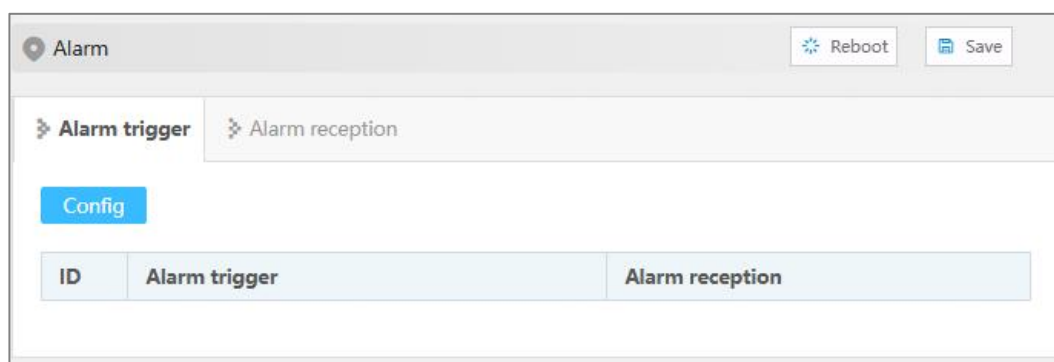 Alarm Reboot Save
Alarm trigger Alarm reception
Config
ID Alarm trigger Alarm reception